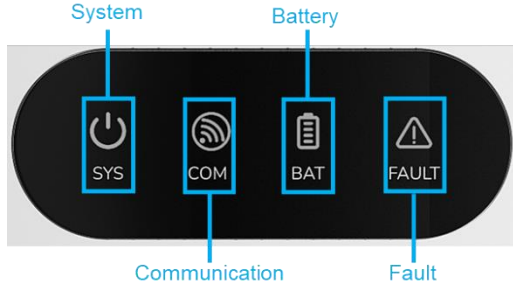 System
Battery
SYS
COM
BAT
FAULT
Communication
Fault